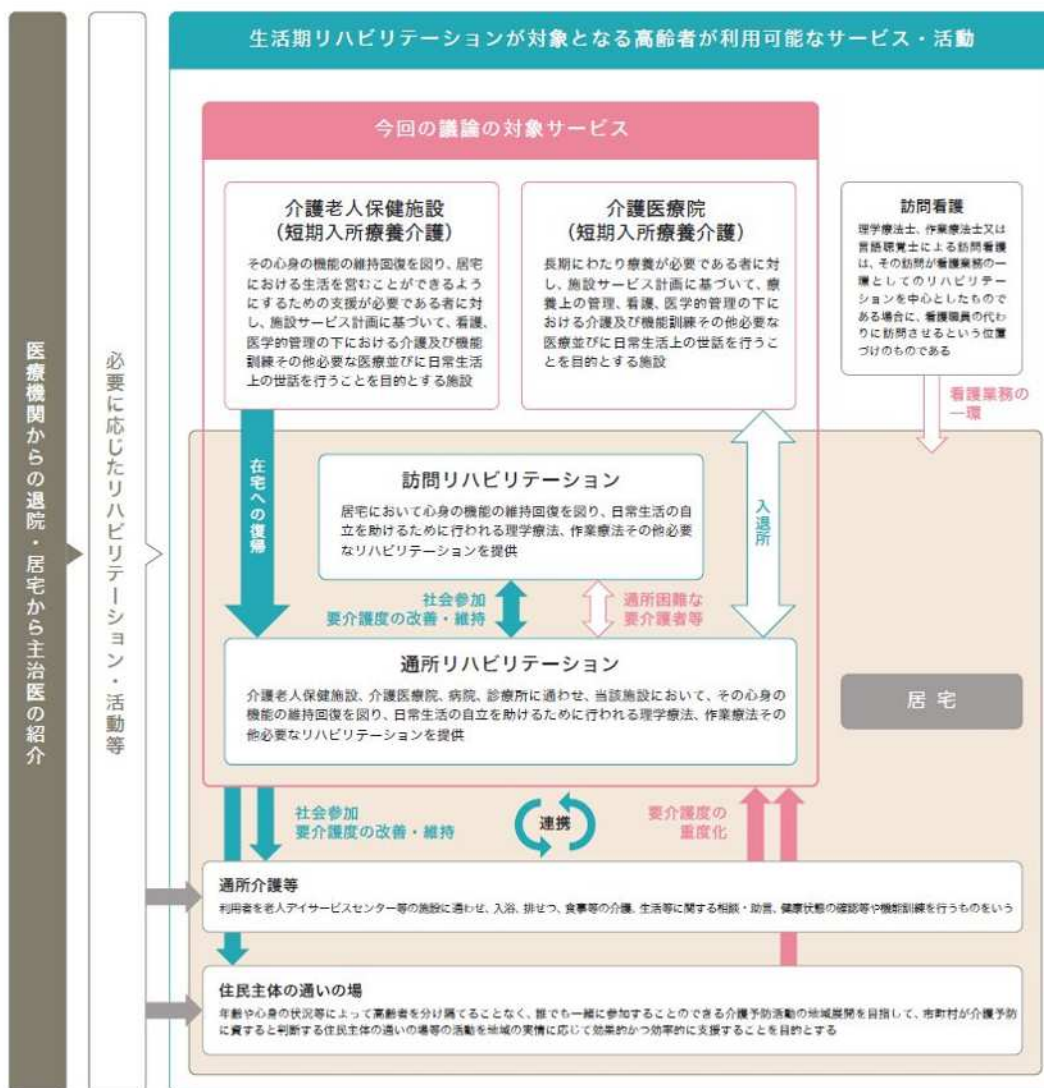 医療機関からの退院・居宅から主治医の紹介
必要に応じたリハビリテーション・活動等
生活期リハビリテーションが対象となる高齢者が利用可能なサービス・活動
今回の議論の対象サービス
介護老人保健施設
（短期入所療養介護）
その心身の機能の維持回復を図り、居宅
における生活を営むことができるよう
にするための支援が必要である者に対
し、施設サービス計画に基づいて、看護、
医学的管理の下における介護及び機能
訓練その他必要な医療並びに日常生活
上の世話を行うことを目的とする施設
介護医療院
（短期入所療養介護）
長期にわたり療養が必要である者に対
し、施設サービス計画に基づいて、療養
上の管理、看護、医学的管理の下に
おける介護及び機能訓練その他必要な
医療並びに日常生活上の世話を行うこ
とを目的とする施設
訪問看護
理学療法士、作業療法士又は
言語聴覚士による訪問看護
は、その訪問が看護業務の一
環としてのリハビリテー
ションを中心としたもので
ある場合に、看護職員の代わ
りに訪問させるという位置
づけのものである
看護業務の
一環
在宅への復帰
訪問リハビリテーション
居宅において心身の機能の維持回復を図り、日常生活の自
立を助けるために行われる理学療法、作業療法その他必要
なリハビリテーションを提供
入退所
社会参加
要介護度の改善・維持
通所困難な
要介護者等
通所リハビリテーション
介護老人保健施設、介護医療院、病院、診療所に通わせ、当該施設において、その心身の
機能の維持回復を図り、日常生活の自立を助けるために行われる理学療法、作業療法その
他必要なリハビリテーションを提供
居宅
社会参加
要介護度の改善・維持
連携
要介護度の
重度化
通所介護等
利用者を老人デイサービスセンター等の施設に通わせ、入浴、排せつ、食事等の介護、生活等に関する相談・助言、健康状態の確認等や機能訓練を行うものをいう
住民主体の通いの場
年齢や心身の状況等によって高齢者を分け隔てることなく、誰でも一緒に参加することのできる介護予防活動の地域展開を目指して、市町村が介護予防
に資すると判断する住民主体の通いの場等の活動を地域の実情に応じて効果的かつ効率的に支援することを目的とする